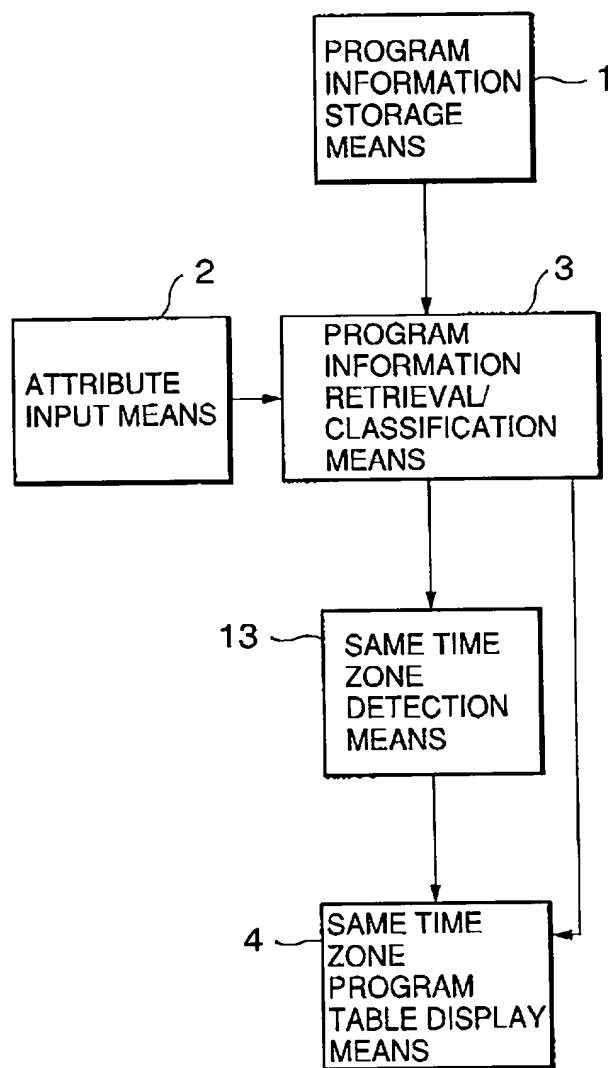 PROGRAM
INFORMATION
STORAGE
MEANS
1
2
3
ATTRIBUTE
INPUT MEANS
PROGRAM
INFORMATION
RETRIEVAL/
CLASSIFICATION
MEANS
13
SAME TIME
ZONE
DETECTION
MEANS
4
SAME TIME
ZONE
PROGRAM
TABLE DISPLAY
MEANS